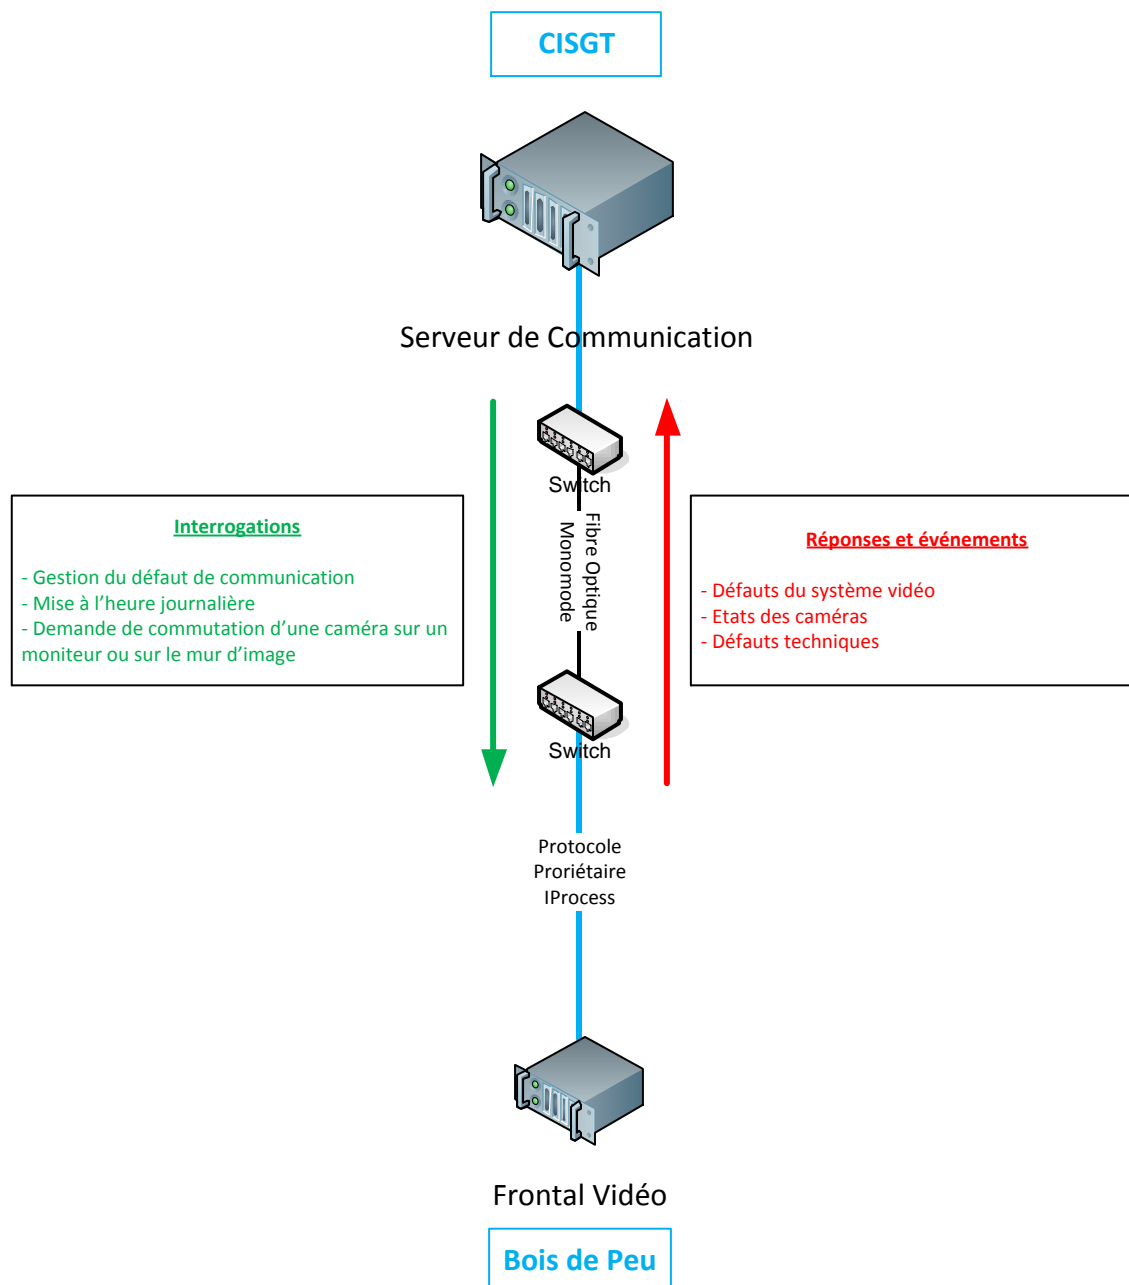 CISGT
Serveur de Communication
Switch
Interrogations
- Gestion du défaut de communication
- Mise à l’heure journalière
- Demande de commutation d’une caméra sur un
moniteur ou sur le mur d’image
Fibre Optique
Monomode
Réponses et événements
- Défauts du système vidéo
- Etats des caméras
- Défauts techniques
Switch
Protocole
Proriétaire
IProcess
Frontal Vidéo
Bois de Peu